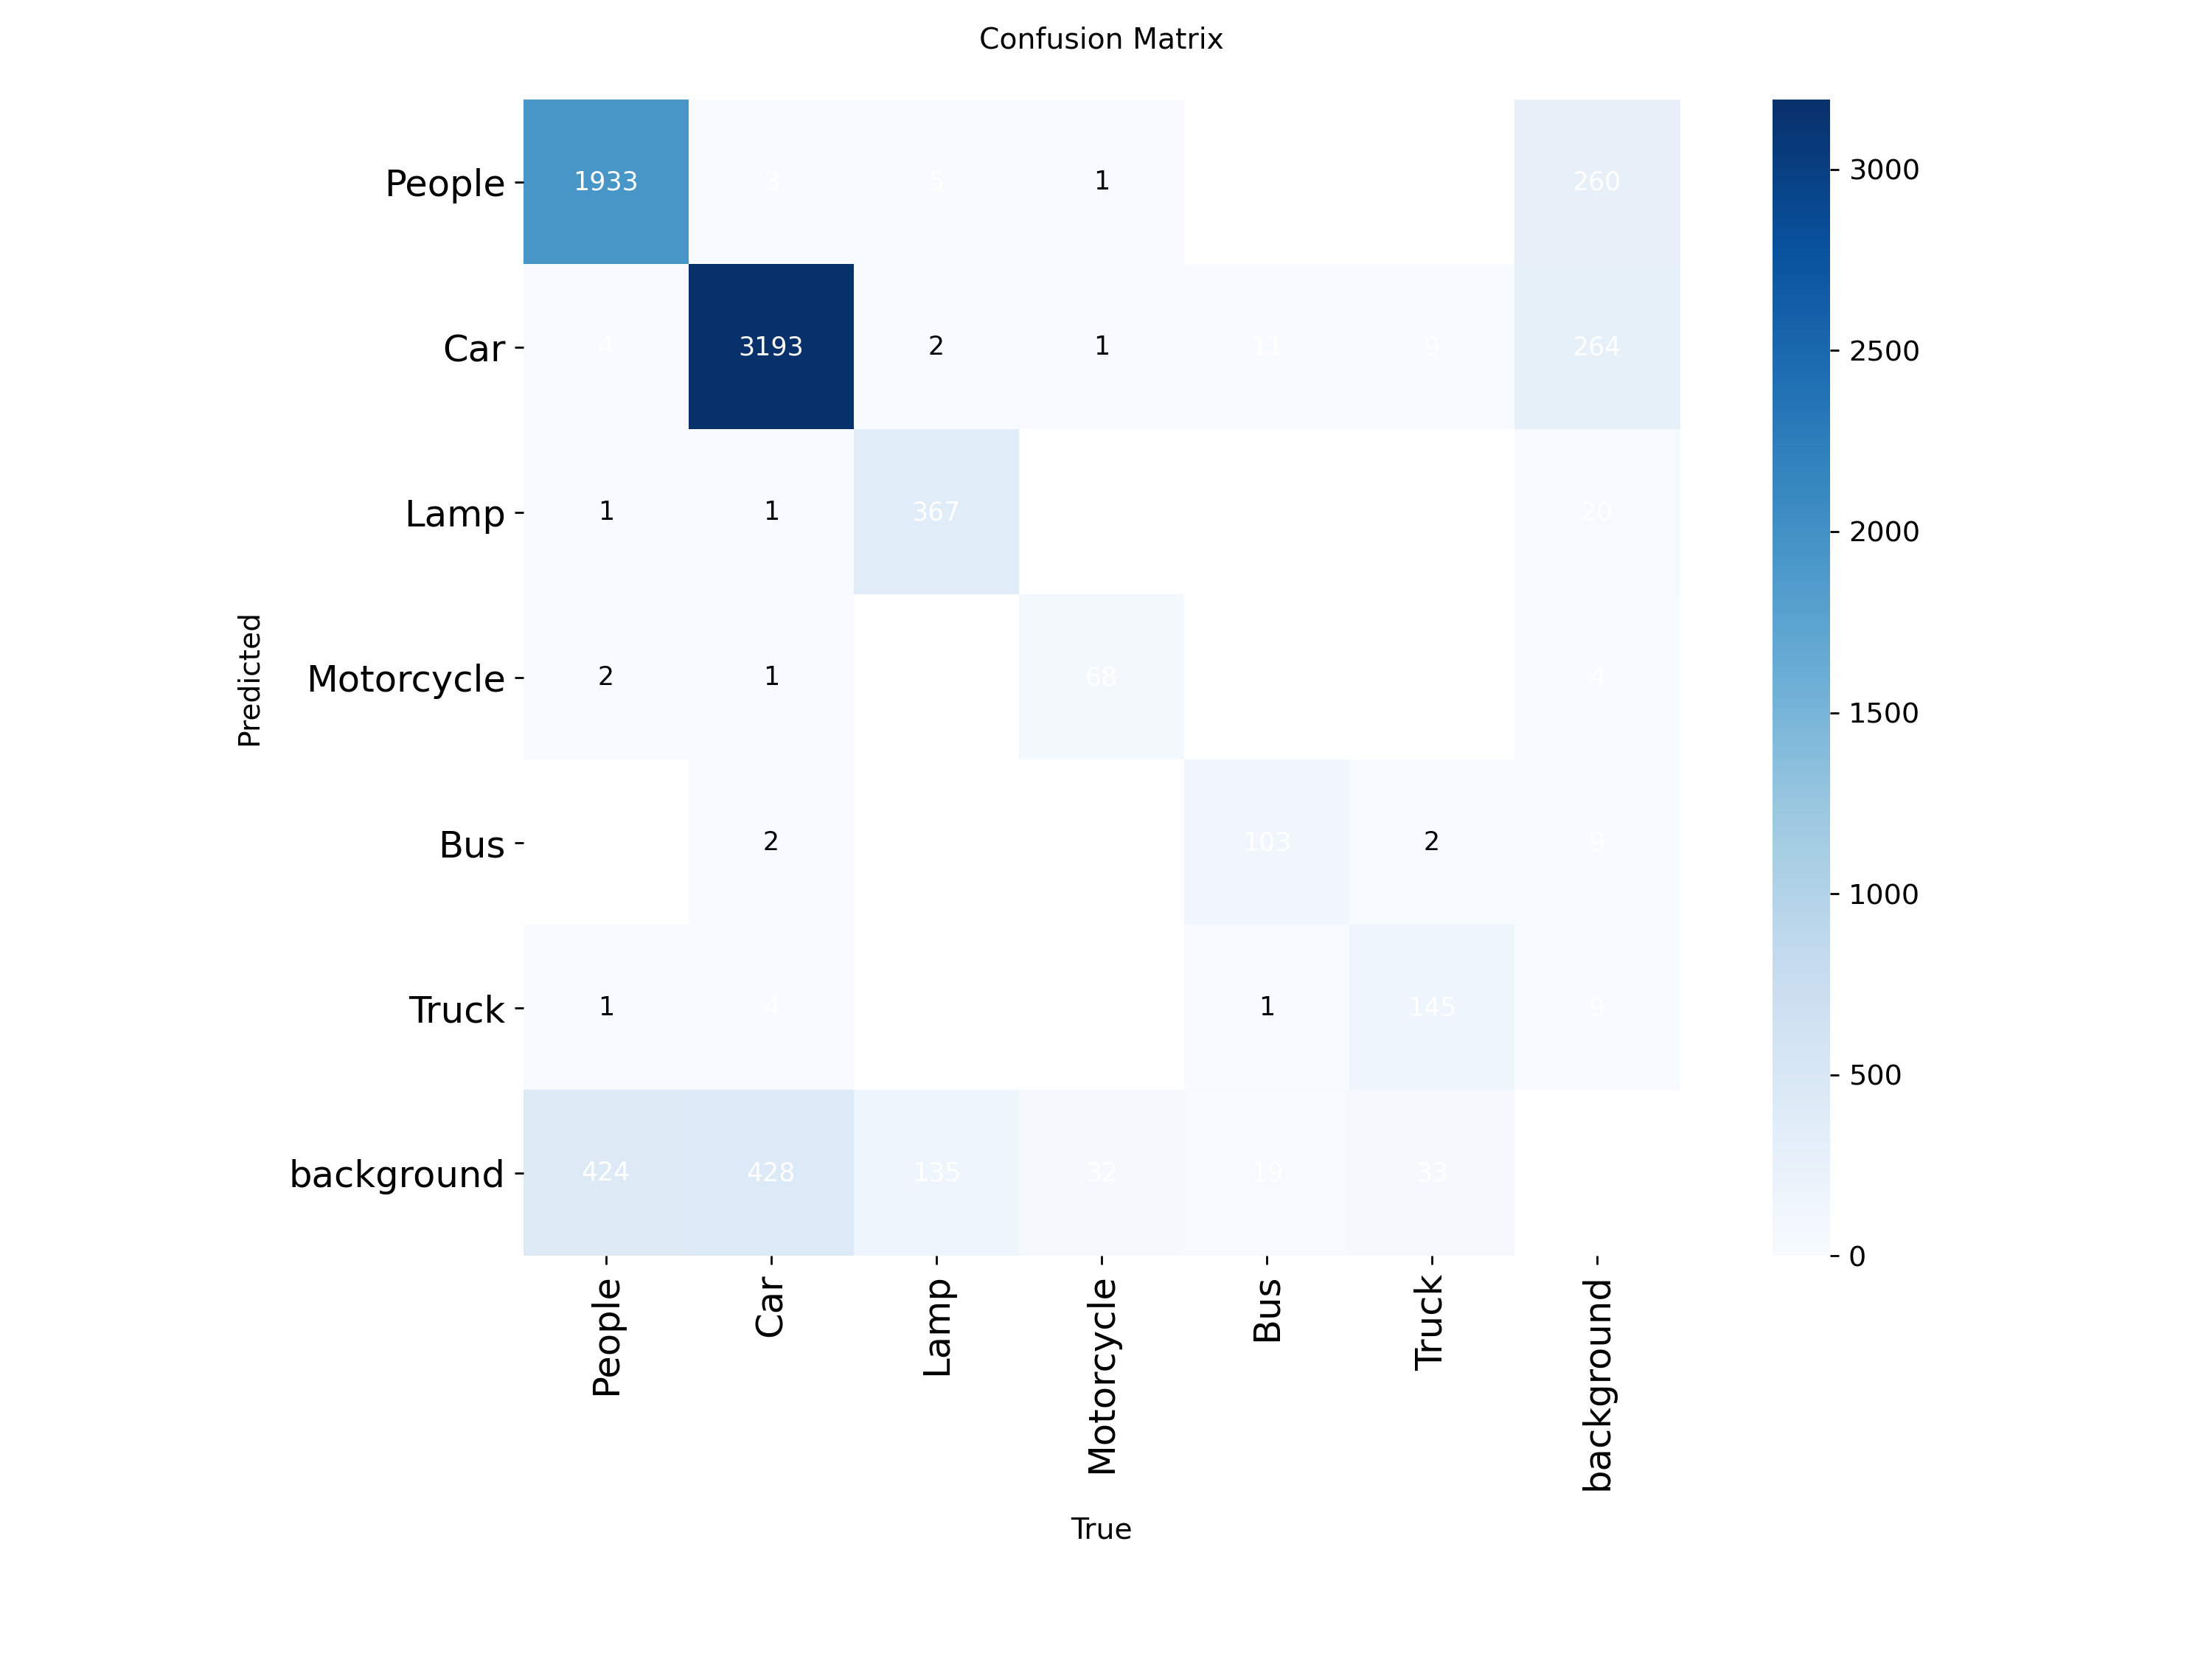 Confusion Matrix
People 1933 3 5 1 260
Car 4 3193 2 1 11 9 264
Lamp 1 1 367 20
Motorcycle 2 1 68 4
Bus 2 103 2 9
Truck 1 4 1 145 9
background 424 428 135 32 19 33
Predicted
People Car Lamp Motorcycle Bus Truck background
True
3000
2500
2000
1500
1000
500
0